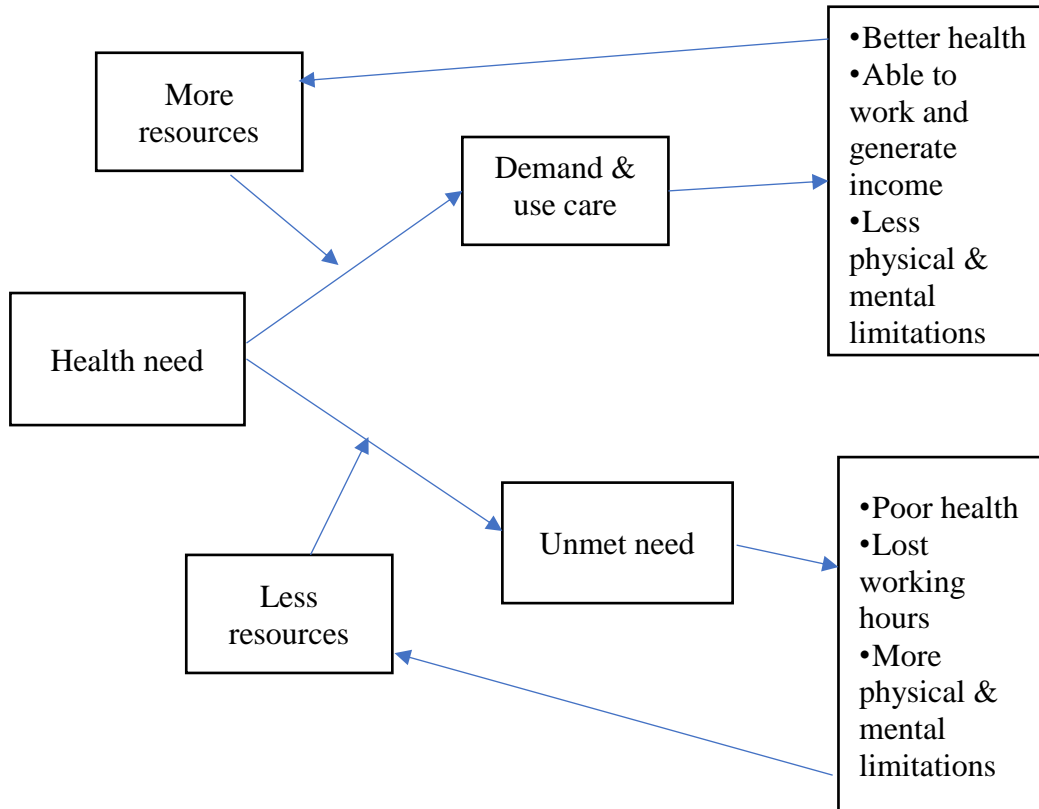 More
resources
Demand &
use care
•Better health
•Able to
work and
generate
income
•Less
physical &
mental
limitations
Health need
Unmet need
Less
resources
•Poor health
•Lost
working
hours
•More
physical &
mental
limitations